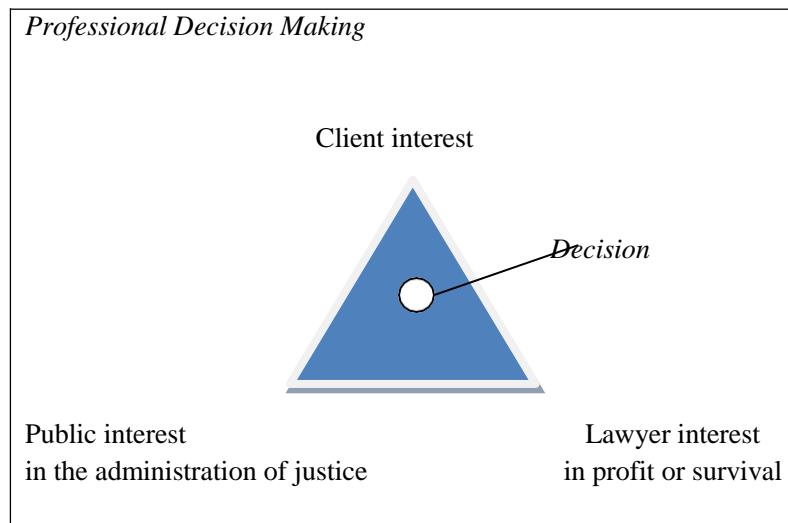 Professional Decision Making
Client interest
Decision
Public interest
in the administration of justice
Lawyer interest
in profit or survival